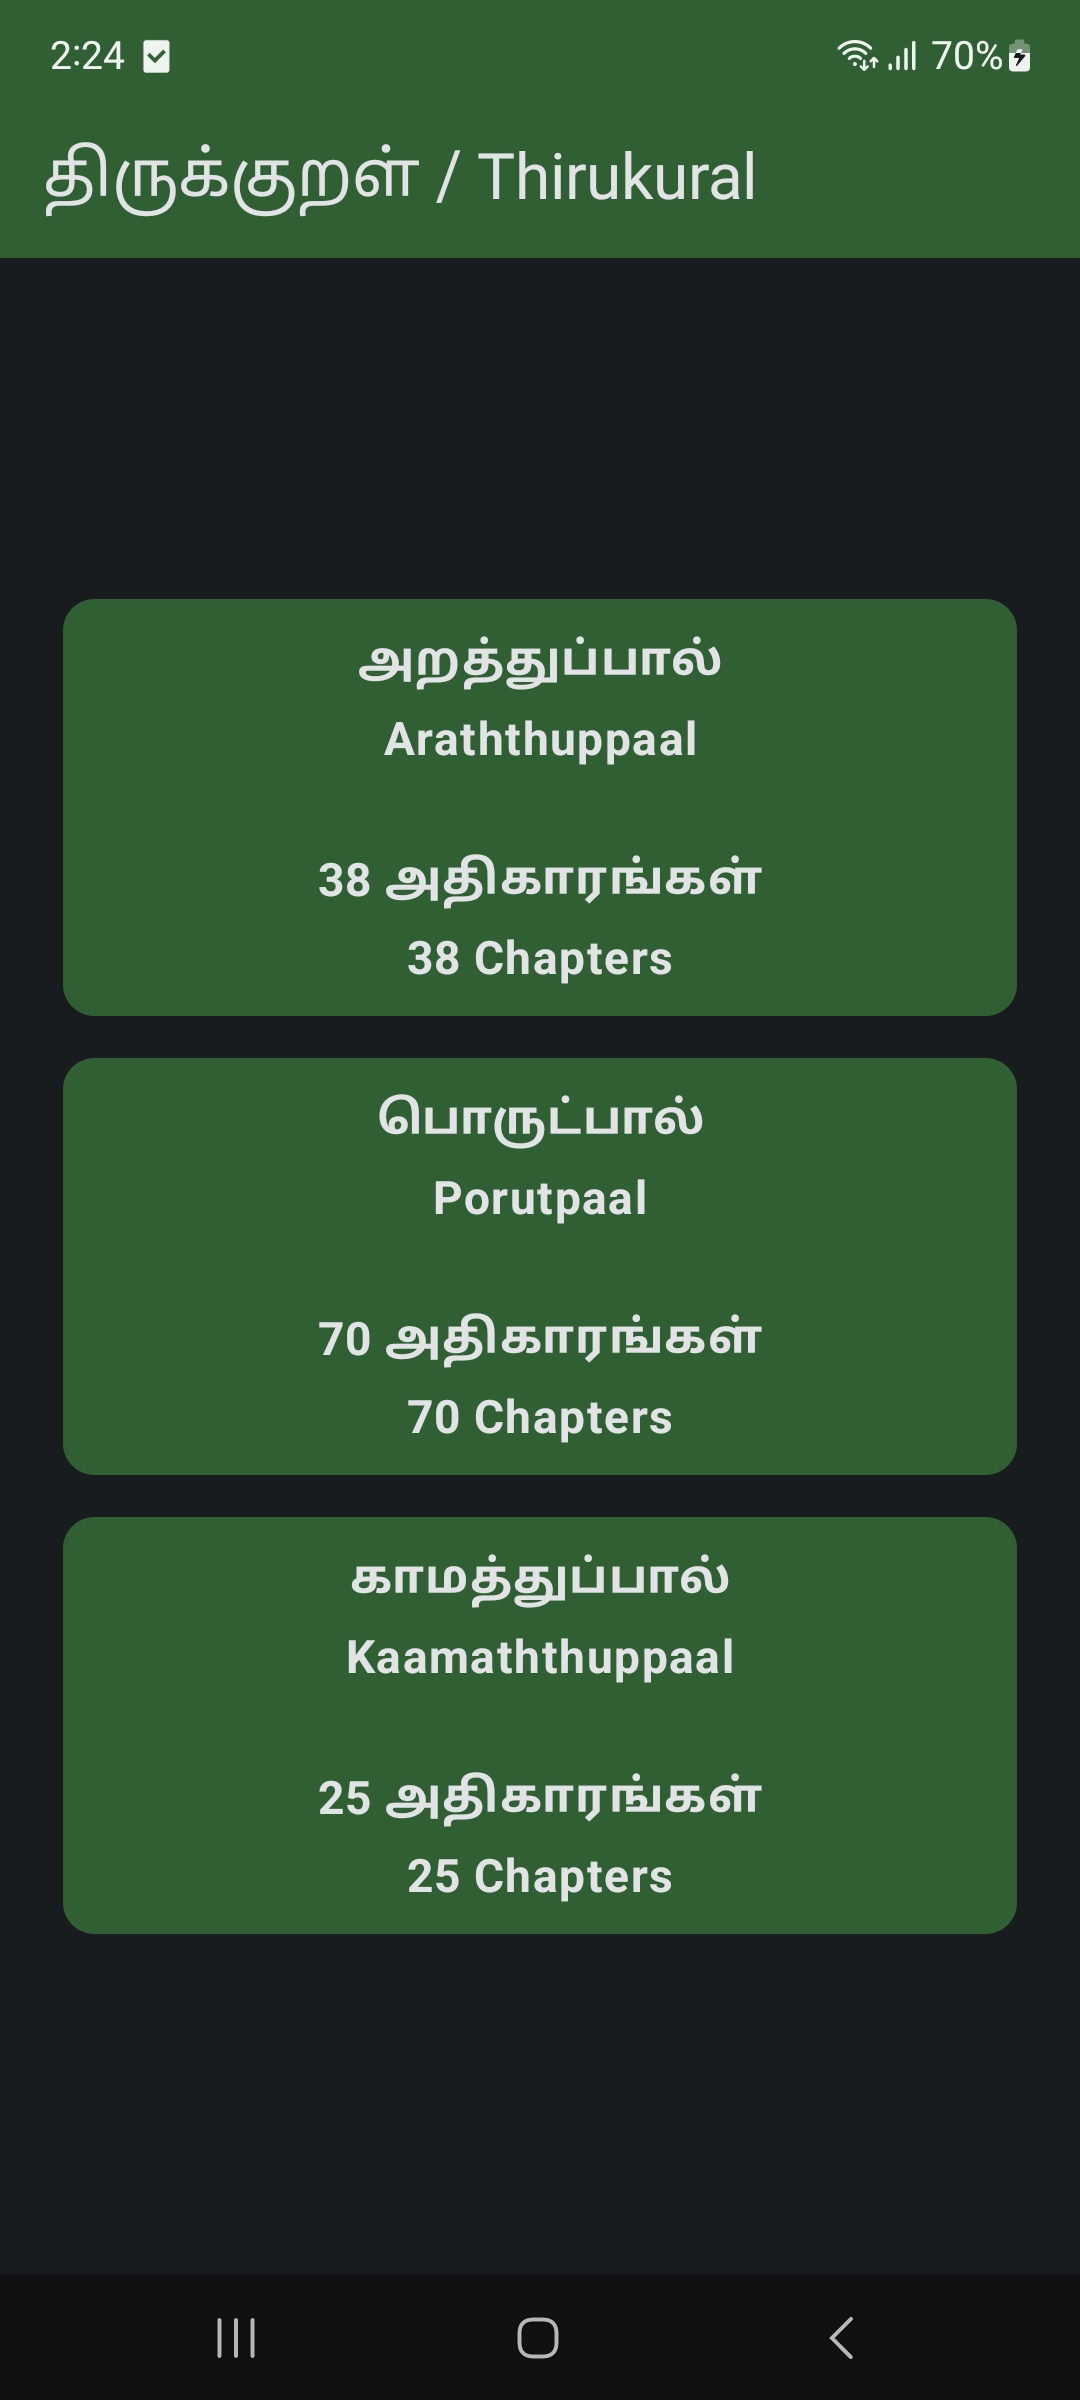 2:24
70%
திருக்குறள் / Thirukural
அறத்துப்பால்
Araththuppaal
38 அதிகாரங்கள்
38 Chapters
பொருட்பால்
Porutpaal
70 அதிகாரங்கள்
70 Chapters
காமத்துப்பால்
Kaamaththuppaal
25 அதிகாரங்கள்
25 Chapters